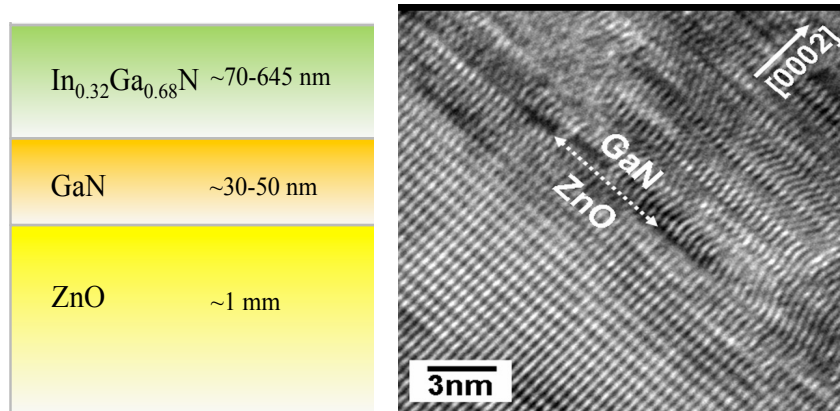 In₀.₃₂Ga₀.₆₈N ~70-645 nm
GaN ~30-50 nm
ZnO ~1 mm
[0002]
GaN
ZnO
3nm